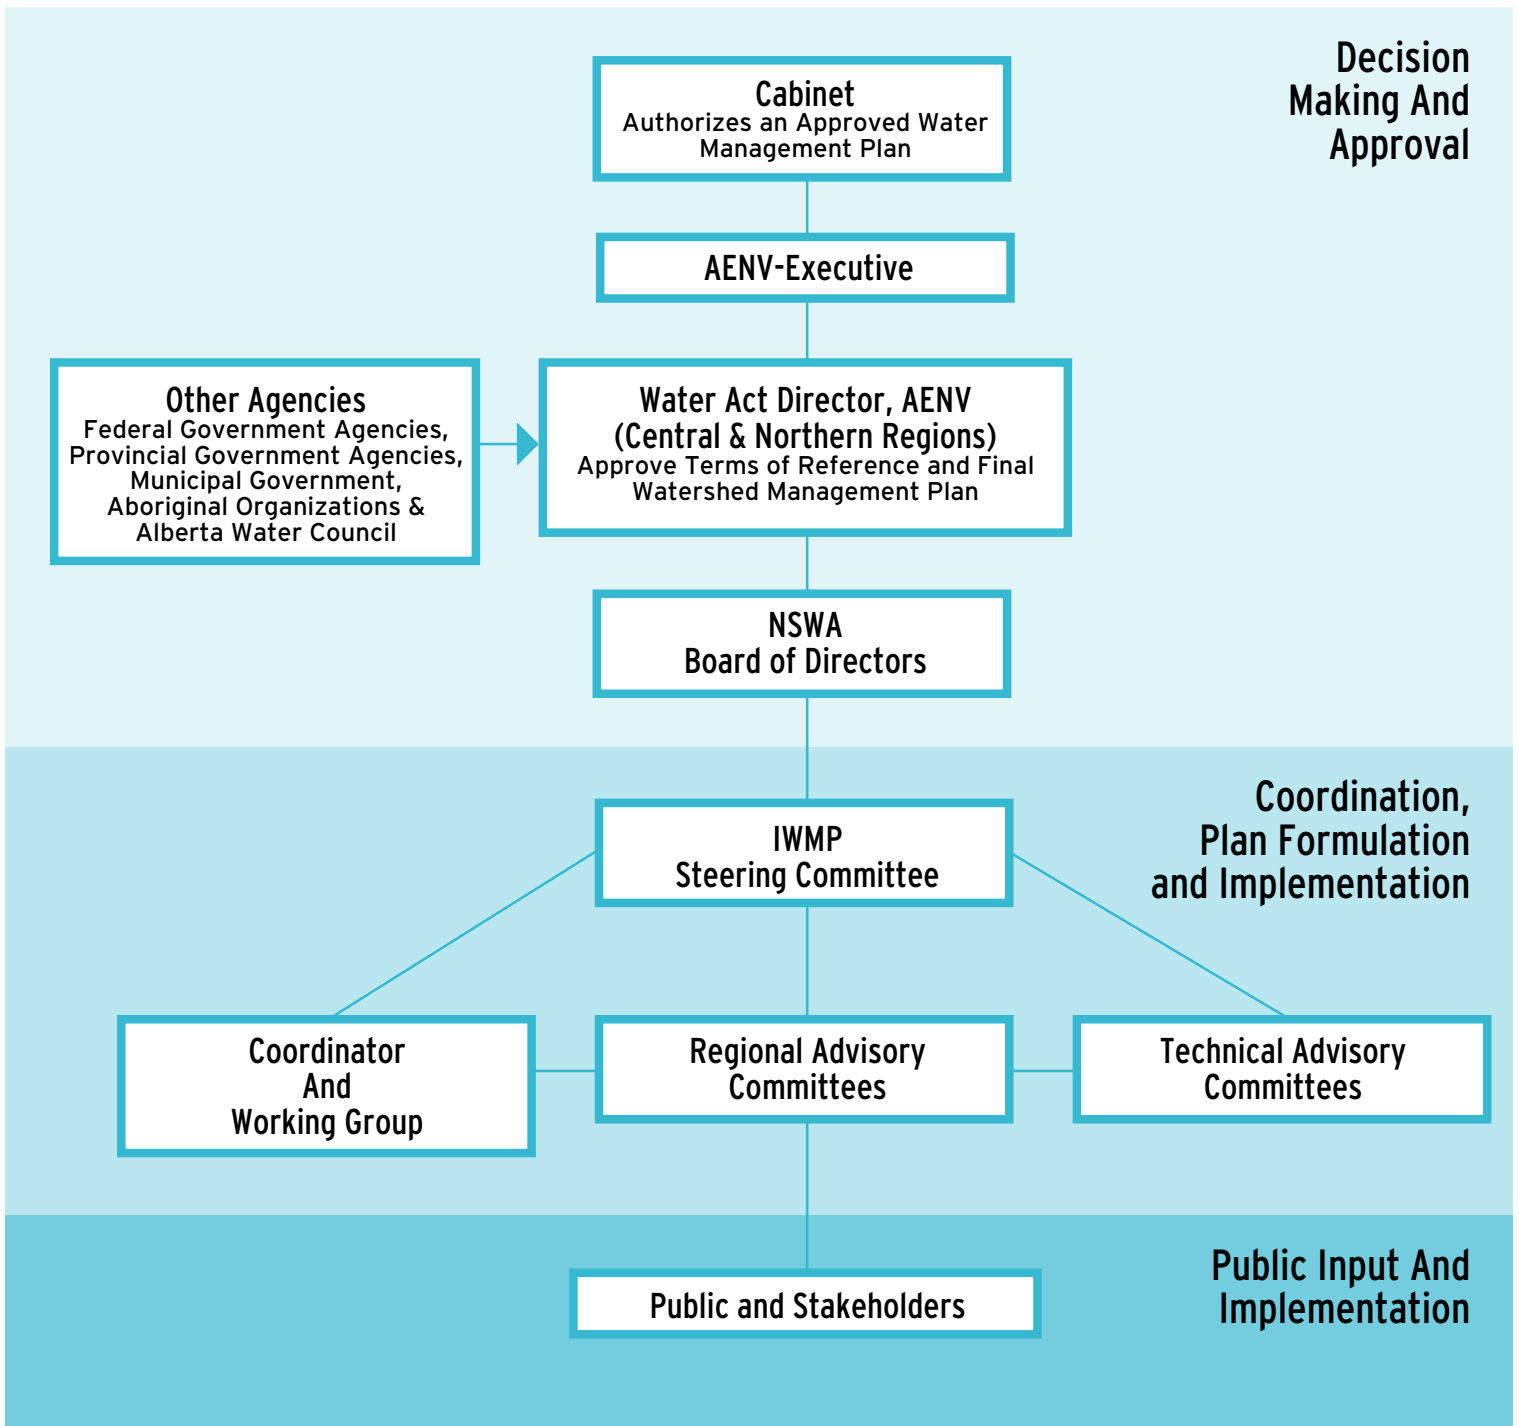 Decision
Making And
Approval
Cabinet
Authorizes an Approved Water
Management Plan
AENV-Executive
Other Agencies
Federal Government Agencies,
Provincial Government Agencies,
Municipal Government,
Aboriginal Organizations &
Alberta Water Council
Water Act Director, AENV
(Central & Northern Regions)
Approve Terms of Reference and Final
Watershed Management Plan
NSWA
Board of Directors
Coordination,
Plan Formulation
and Implementation
IWMP
Steering Committee
Coordinator
And
Working Group
Regional Advisory
Committees
Technical Advisory
Committees
Public Input And
Implementation
Public and Stakeholders